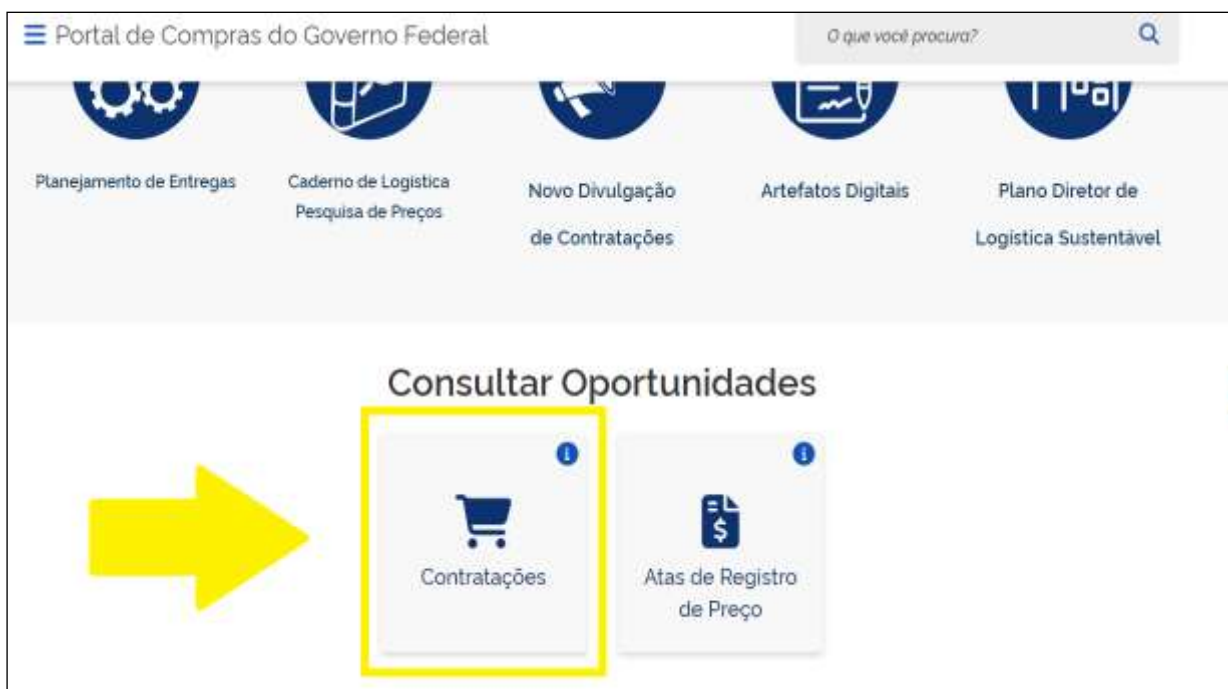 Portal de Compras do Governo Federal
O que você procura?
Planejamento de Entregas
Caderno de Logística
Pesquisa de Preços
Novo Divulgação
de Contratações
Artefatos Digitais
Plano Diretor de
Logística Sustentável
Consultar Oportunidades
Contratações
Atas de Registro
de Preço